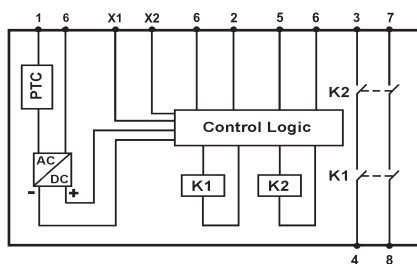 1 6 X1 X2 6 2 5 6 3 7
PTC
K2
Control Logic
AC
DC
- +
K1 K2 K1
4 8